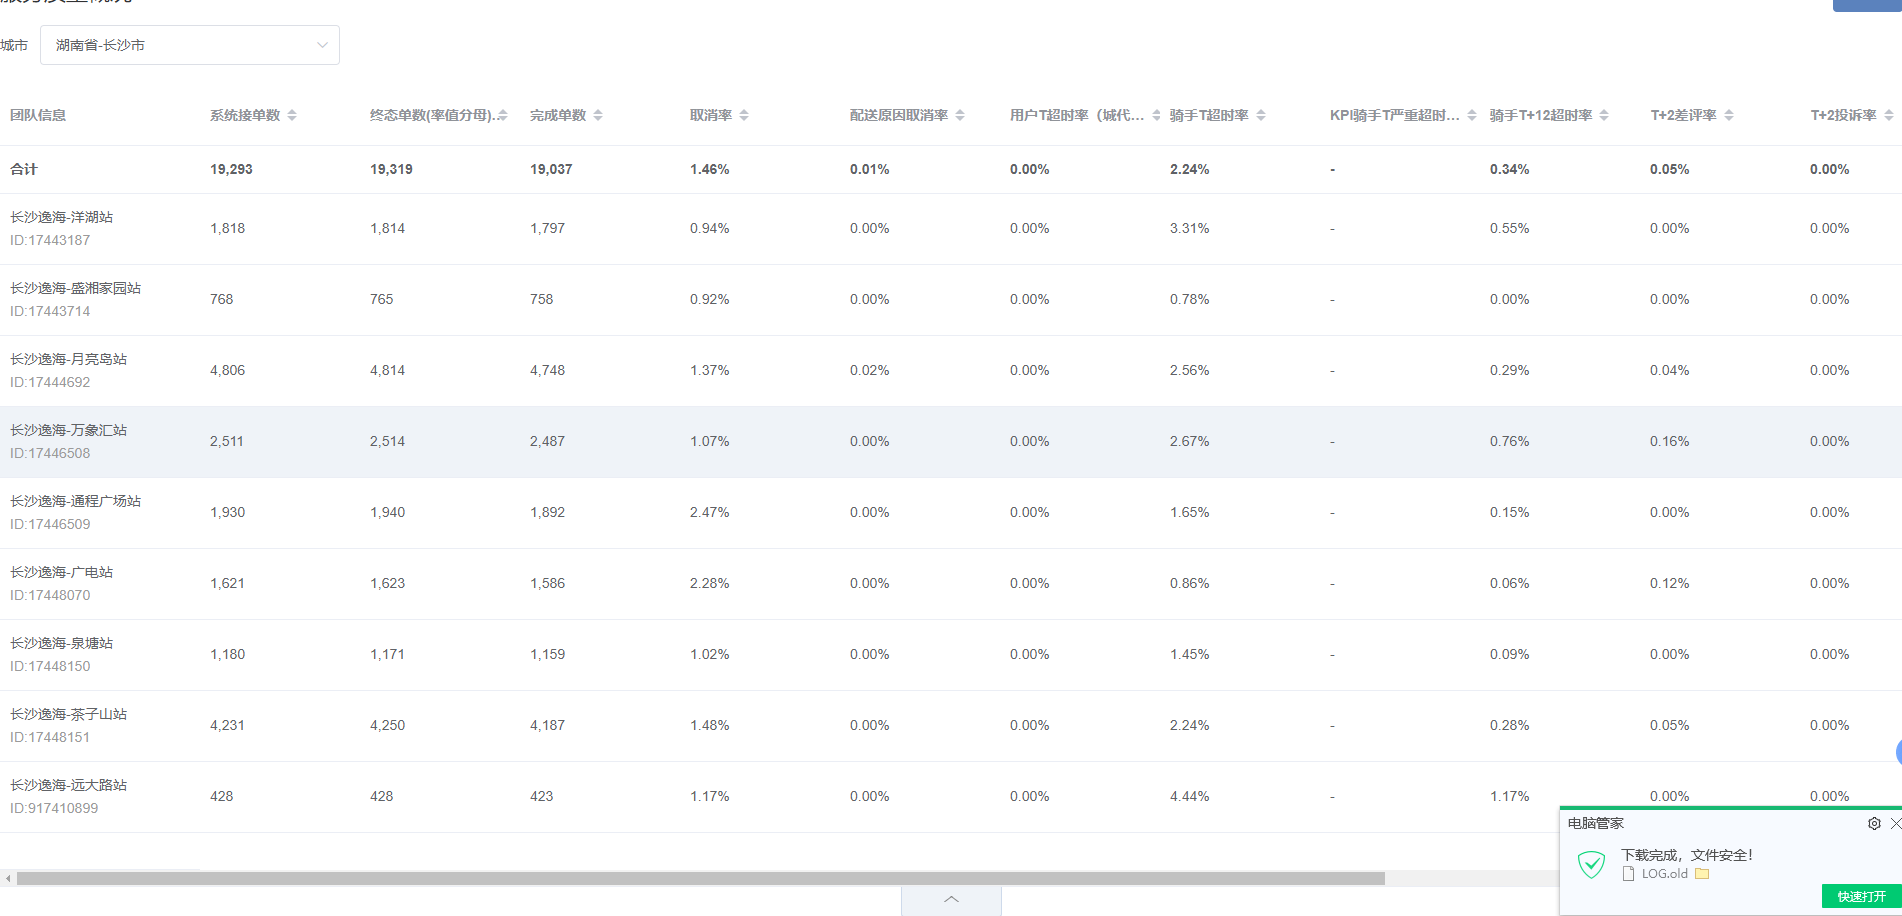 城市 湖南省-长沙市
团队信息 系统接单数 终态单数(率值分母)... 完成单数 取消率 配送原因取消率 用户T超时率（城代... 骑手T超时率 KPI骑手T严重超时... 骑手T+12超时率 T+2差评率 T+2投诉率
合计 19,293 19,319 19,037 1.46% 0.01% 0.00% 2.24% - 0.34% 0.05% 0.00%
长沙逸海-洋湖站
ID:17443187
1,818 1,814 1,797 0.94% 0.00% 0.00% 3.31% - 0.55% 0.00% 0.00%
长沙逸海-盛湘家园站
ID:17443714
768 765 758 0.92% 0.00% 0.00% 0.78% - 0.00% 0.00% 0.00%
长沙逸海-月亮岛站
ID:17444692
4,806 4,814 4,748 1.37% 0.02% 0.00% 2.56% - 0.29% 0.04% 0.00%
长沙逸海-万象汇站
ID:17446508
2,511 2,514 2,487 1.07% 0.00% 0.00% 2.67% - 0.76% 0.16% 0.00%
长沙逸海-通程广场站
ID:17446509
1,930 1,940 1,892 2.47% 0.00% 0.00% 1.65% - 0.15% 0.00% 0.00%
长沙逸海-广电站
ID:17448070
1,621 1,623 1,586 2.28% 0.00% 0.00% 0.86% - 0.06% 0.12% 0.00%
长沙逸海-泉塘站
ID:17448150
1,180 1,171 1,159 1.02% 0.00% 0.00% 1.45% - 0.09% 0.00% 0.00%
长沙逸海-茶子山站
ID:17448151
4,231 4,250 4,187 1.48% 0.00% 0.00% 2.24% - 0.28% 0.05% 0.00%
长沙逸海-远大路站
ID:917410899
428 428 423 1.17% 0.00% 0.00% 4.44% - 1.17% 0.00% 0.00%
电脑管家
下载完成，文件安全！
LOG.old
快速打开